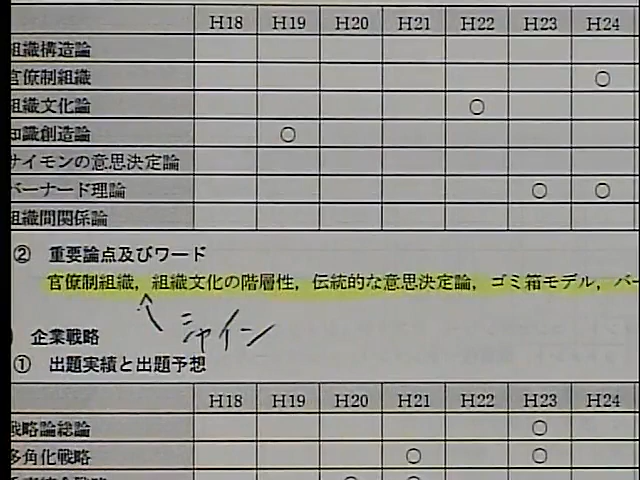 H18 H19 H20 H21 H22 H23 H24
組織構造論
官僚制組織 ○
組織文化論 ○
知識創造論 ○
サイモンの意思決定論
バーナード理論 ○ ○
組織間関係論
② 重要論点及びワード
官僚制組織，組織文化の階層性，伝統的な意思決定論，ゴミ箱モデル，バー
シャイン
企業戦略
① 出題実績と出題予想
H18 H19 H20 H21 H22 H23 H24
戦略論総論 ○
多角化戦略 ○ ○